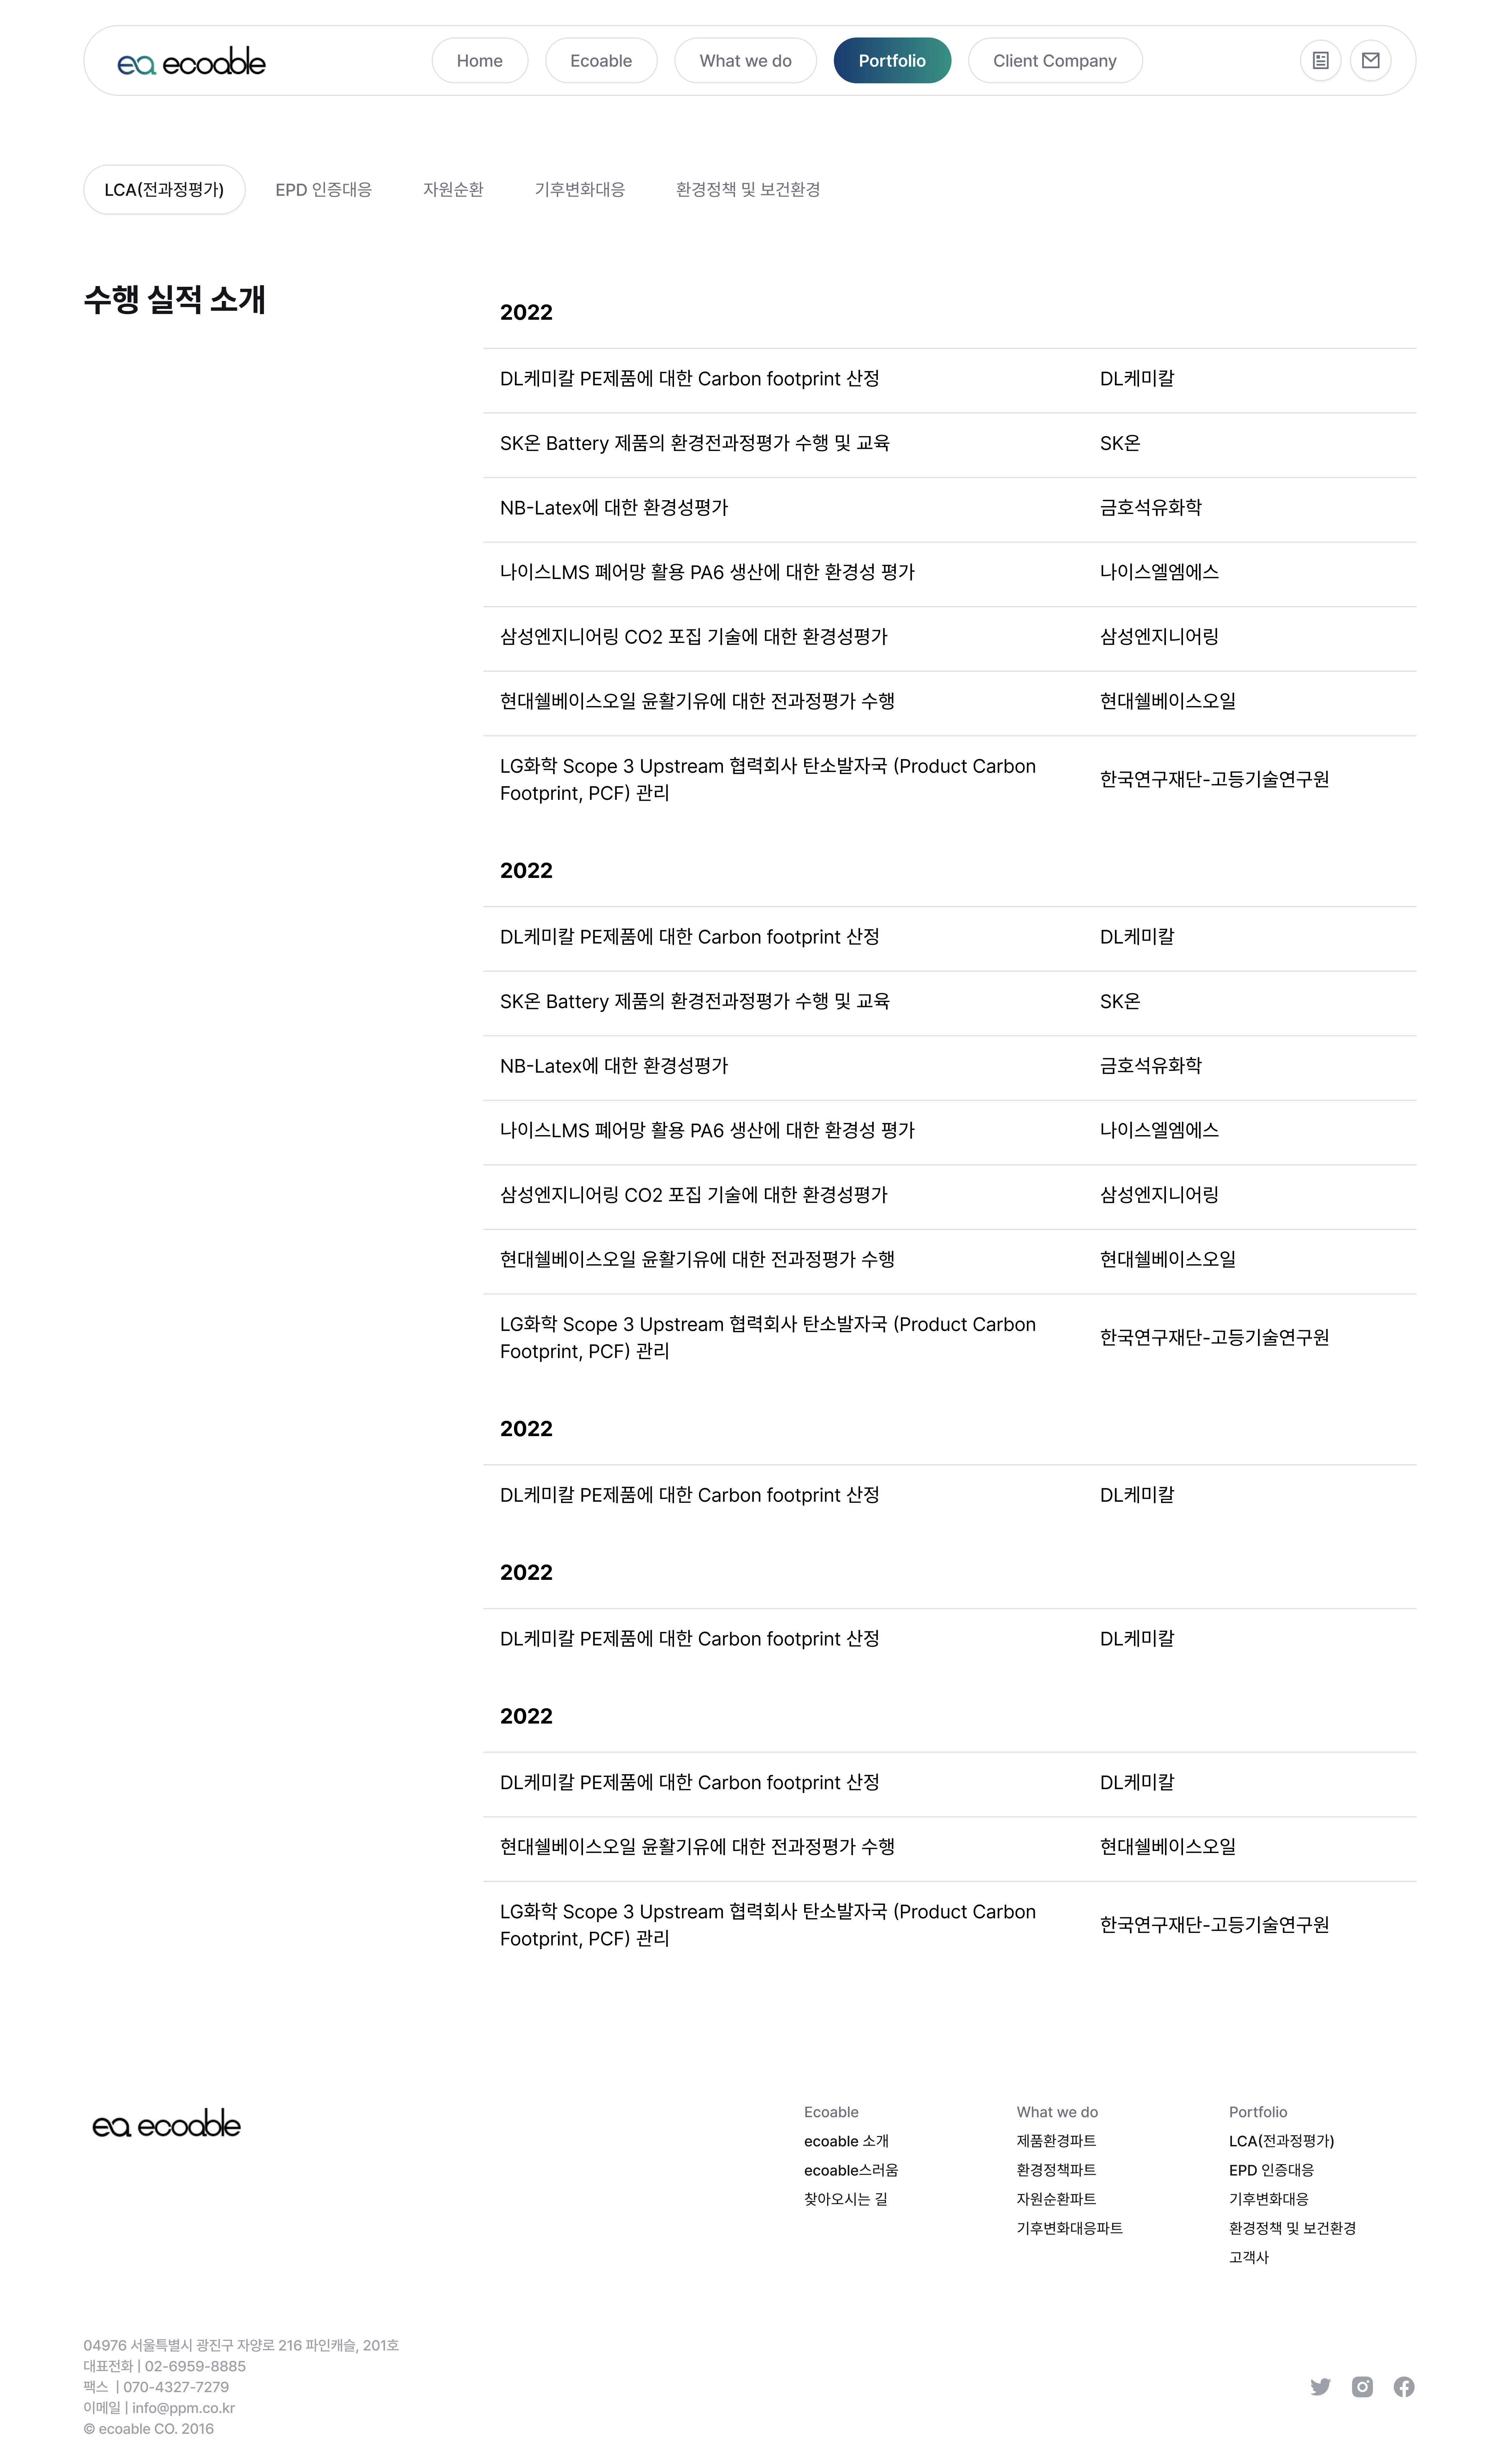 ea ecoable
Home
Ecoable
What we do
Portfolio
Client Company
LCA(전과정평가)
EPD 인증대응
자원순환
기후변화대응
환경정책 및 보건환경
수행 실적 소개
2022
DL케미칼 PE제품에 대한 Carbon footprint 산정
DL케미칼
SK온 Battery 제품의 환경전과정평가 수행 및 교육
SK온
NB-Latex에 대한 환경성평가
금호석유화학
나이스LMS 폐어망 활용 PA6 생산에 대한 환경성 평가
나이스엘엠에스
삼성엔지니어링 CO2 포집 기술에 대한 환경성평가
삼성엔지니어링
현대쉘베이스오일 윤활기유에 대한 전과정평가 수행
현대쉘베이스오일
LG화학 Scope 3 Upstream 협력회사 탄소발자국 (Product Carbon
Footprint, PCF) 관리
한국연구재단-고등기술연구원
2022
DL케미칼 PE제품에 대한 Carbon footprint 산정
DL케미칼
SK온 Battery 제품의 환경전과정평가 수행 및 교육
SK온
NB-Latex에 대한 환경성평가
금호석유화학
나이스LMS 폐어망 활용 PA6 생산에 대한 환경성 평가
나이스엘엠에스
삼성엔지니어링 CO2 포집 기술에 대한 환경성평가
삼성엔지니어링
현대쉘베이스오일 윤활기유에 대한 전과정평가 수행
현대쉘베이스오일
LG화학 Scope 3 Upstream 협력회사 탄소발자국 (Product Carbon
Footprint, PCF) 관리
한국연구재단-고등기술연구원
2022
DL케미칼 PE제품에 대한 Carbon footprint 산정
DL케미칼
2022
DL케미칼 PE제품에 대한 Carbon footprint 산정
DL케미칼
2022
DL케미칼 PE제품에 대한 Carbon footprint 산정
DL케미칼
현대쉘베이스오일 윤활기유에 대한 전과정평가 수행
현대쉘베이스오일
LG화학 Scope 3 Upstream 협력회사 탄소발자국 (Product Carbon
Footprint, PCF) 관리
한국연구재단-고등기술연구원
ea ecoable
Ecoable
ecoable 소개
ecoable스러움
찾아오시는 길
What we do
제품환경파트
환경정책파트
자원순환파트
기후변화대응파트
Portfolio
LCA(전과정평가)
EPD 인증대응
기후변화대응
환경정책 및 보건환경
고객사
04976 서울특별시 광진구 자양로 216 파인캐슬, 201호
대표전화 | 02-6959-8885
팩스 | 070-4327-7279
이메일 | info@ppm.co.kr
© ecoable CO. 2016